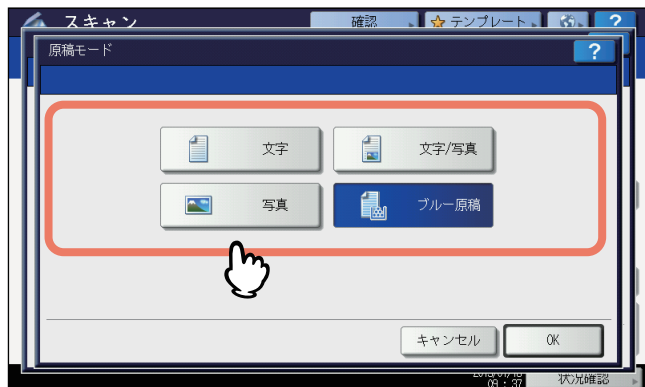 スキャン 確認 テンプレート ?
原稿モード ?
文字 文字/写真
写真 ブルー原稿
キャンセル OK
09:37 状況確認